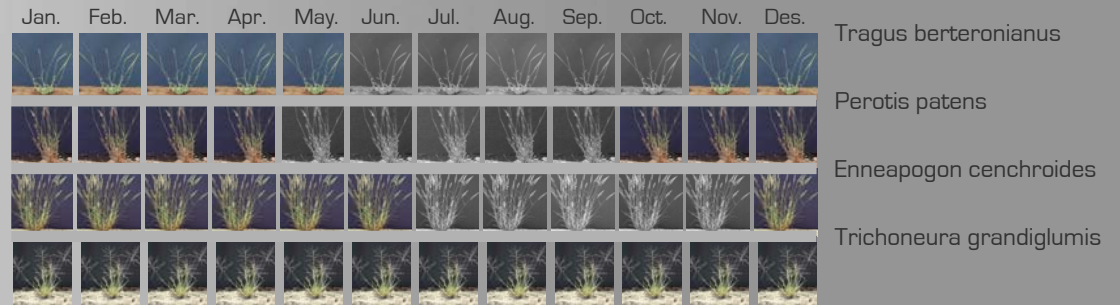 Jan. Feb. Mar. Apr. May. Jun. Jul. Aug. Sep. Oct. Nov. Des.
Tragus berteronianus
Perotis patens
Enneapogon cenchroides
Trichoneura grandiglumis